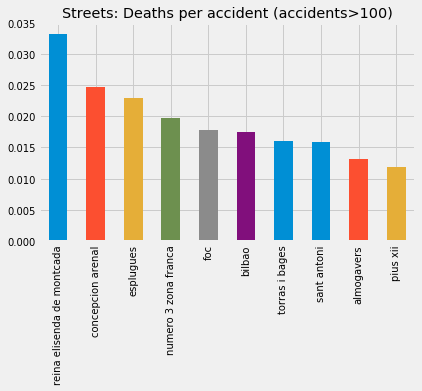 Streets: Deaths per accident (accidents>100)
0.035
0.030
0.025
0.020
0.015
0.010
0.005
0.000
reina elisenda de montcada
concepcion arenal
esplugues
numero 3 zona franca
foc
bilbao
torras i bages
sant antoni
almogavers
pius xii